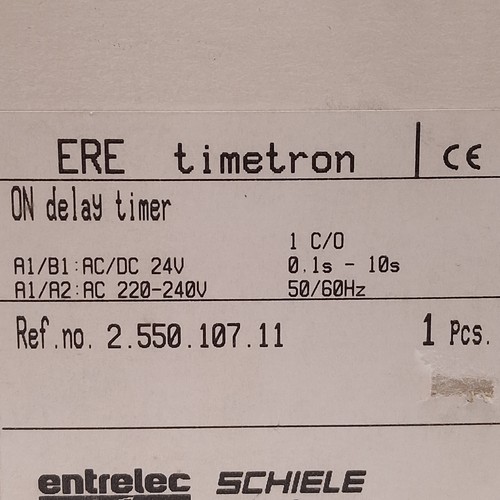 ERE timetron CE
ON delay timer
1 C/O
A1/B1:AC/DC 24V 0.1s - 10s
A1/A2:AC 220-240V 50/60Hz
Ref.no. 2.550.107.11 1 Pcs.
entrelec SCHIELE